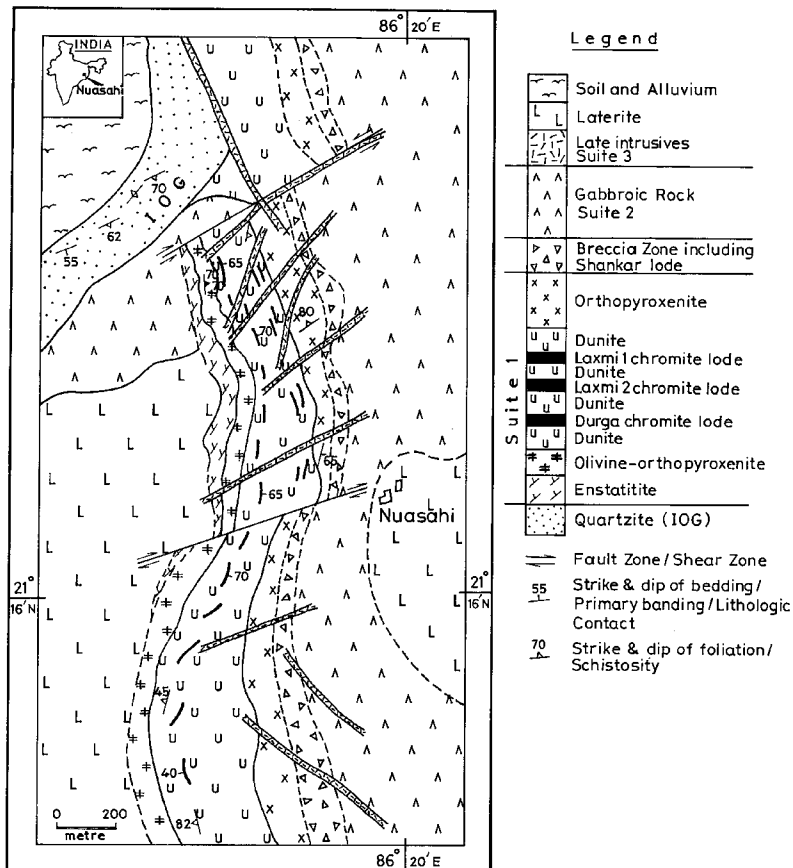 86°
20' E
INDIA
Nuasahi
70
I O G
62
55
65
70
80
70
65
65
Nuasahi
70
21°
16' N
21°
16' N
45
40
82
0 200
metre
86°
20' E
Legend
Soil and Alluvium
Laterite
Late intrusives
Suite 3
Gabbroic Rock
Suite 2
Breccia Zone including
Shankar lode
Orthopyroxenite
Suite 1
Dunite
Laxmi 1 chromite lode
Dunite
Laxmi 2 chromite lode
Dunite
Durga chromite lode
Dunite
Olivine-orthopyroxenite
Enstatitite
Quartzite (IOG)
Fault Zone/Shear Zone
55
Strike & dip of bedding/
Primary banding/Lithologic
Contact
70
Strike & dip of foliation/
Schistosity